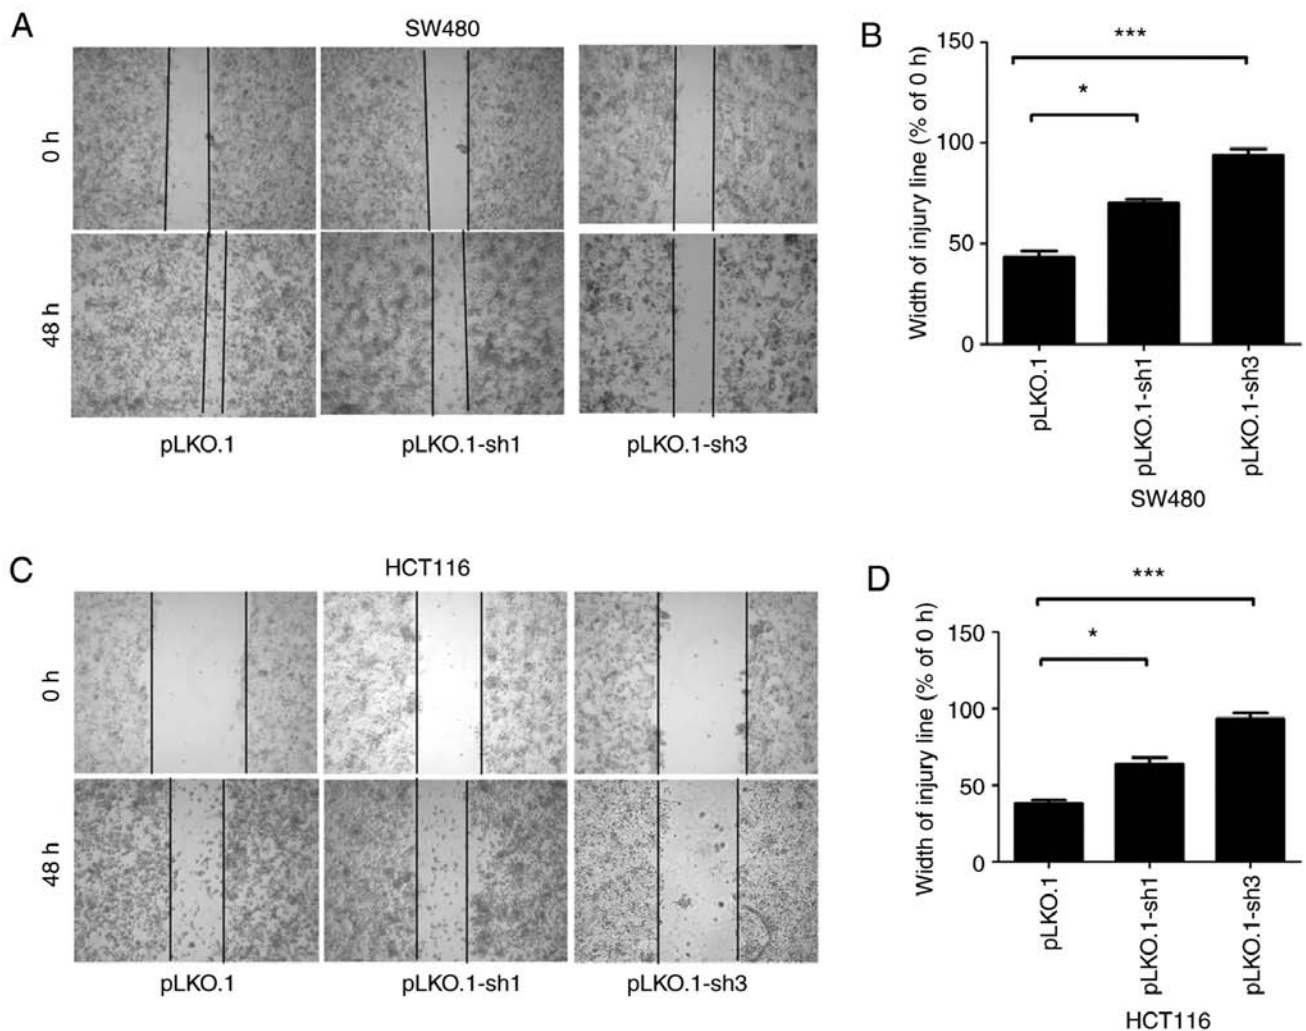 A
SW480
0 h
48 h
pLKO.1
pLKO.1-sh1
pLKO.1-sh3
B
Width of injury line (% of 0 h)
150
100
50
0
***
*
pLKO.1
pLKO.1-sh1
pLKO.1-sh3
SW480
C
HCT116
0 h
48 h
pLKO.1
pLKO.1-sh1
pLKO.1-sh3
D
Width of injury line (% of 0 h)
150
100
50
0
***
*
pLKO.1
pLKO.1-sh1
pLKO.1-sh3
HCT116